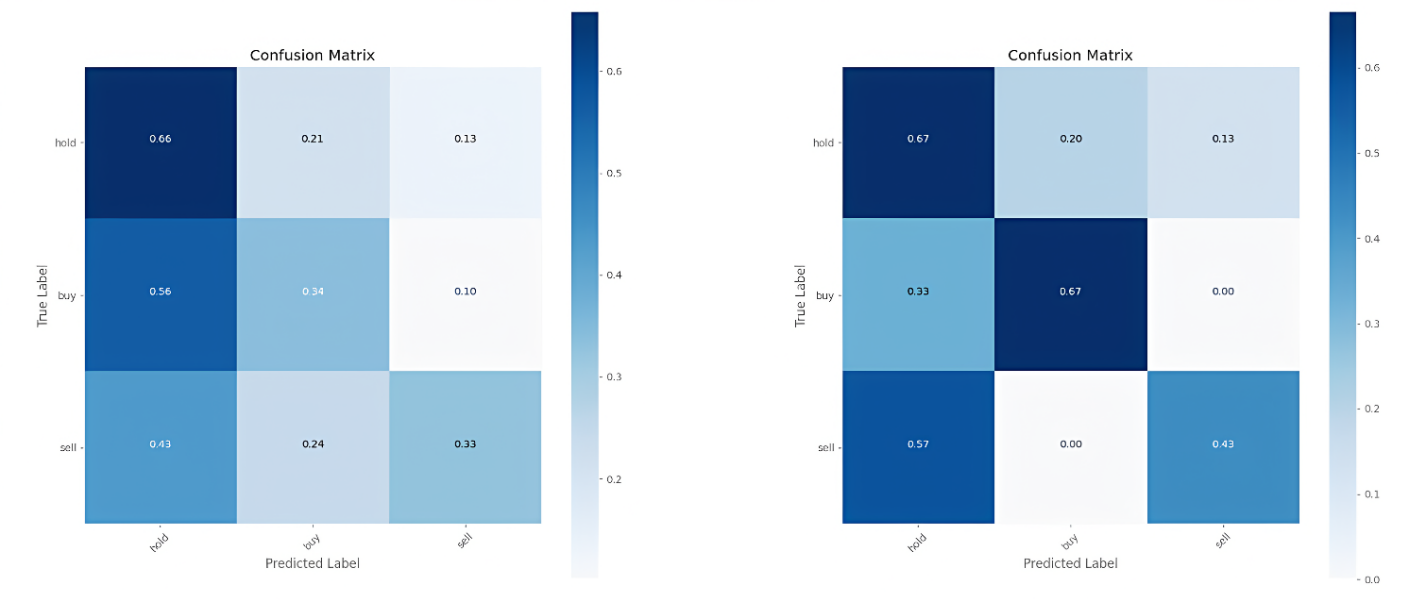 Confusion Matrix
0.6
0.5
0.4
0.3
0.2
hold
buy
sell
True Label
0.66 0.21 0.13
0.56 0.34 0.10
0.43 0.24 0.33
hold buy sell
Predicted Label
Confusion Matrix
0.6
0.5
0.4
0.3
0.2
0.1
0.0
hold
buy
sell
True Label
0.67 0.20 0.13
0.33 0.67 0.00
0.57 0.00 0.43
hold buy sell
Predicted Label